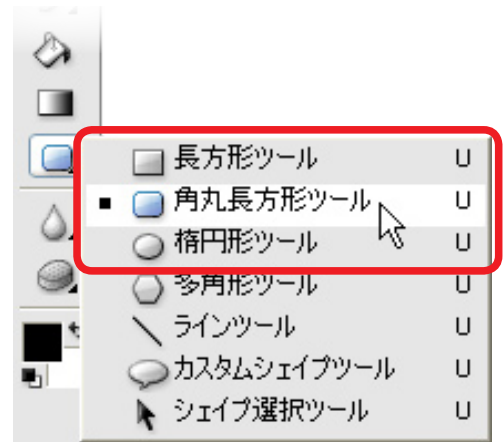 長方形ツール U
角丸長方形ツール U
楕円形ツール U
多角形ツール U
ラインツール U
カスタムシェイプツール U
シェイプ選択ツール U